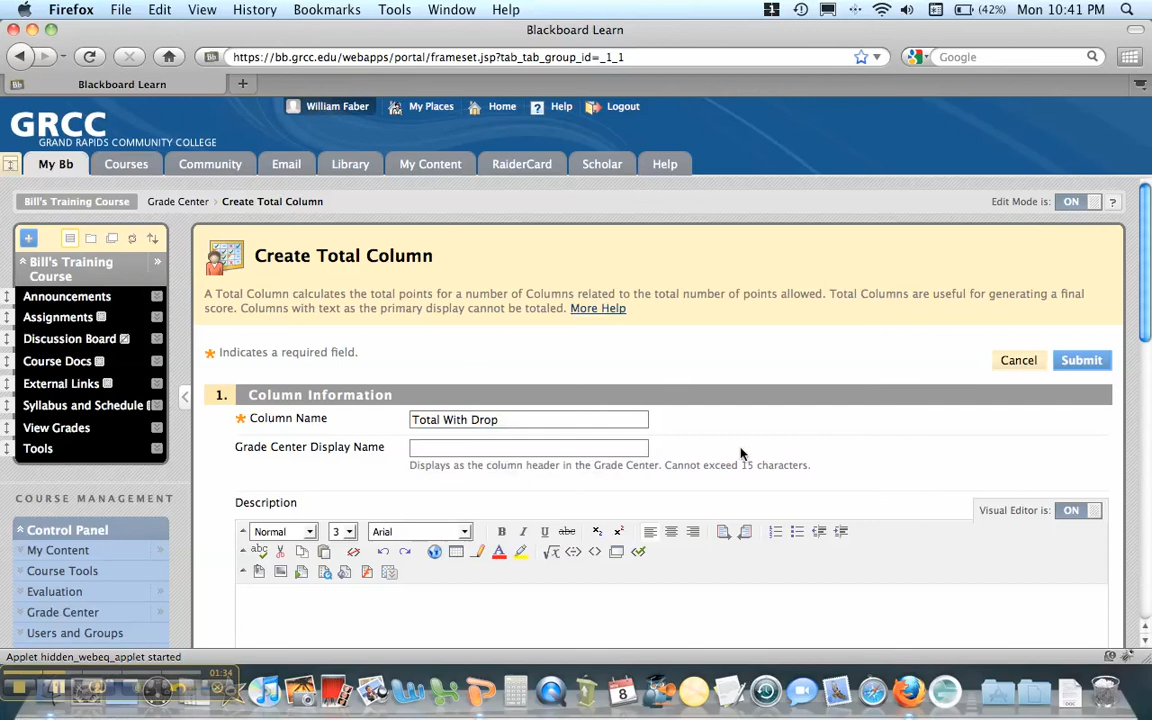 Firefox File Edit View History Bookmarks Tools Window Help 1 (42%) Mon 10:41 PM
Blackboard Learn
https://bb.grcc.edu/webapps/portal/frameset.jsp?tab_tab_group_id=_1_1
Google
Bb Blackboard Learn +
William Faber My Places Home ? Help Logout
GRCC
GRAND RAPIDS COMMUNITY COLLEGE
My Bb Courses Community Email Library My Content RaiderCard Scholar Help
Bill's Training Course Grade Center > Create Total Column Edit Mode is: ON ?
Create Total Column
A Total Column calculates the total points for a number of Columns related to the total number of points allowed. Total Columns are useful for generating a final
score. Columns with text as the primary display cannot be totaled. More Help
* Indicates a required field.
Cancel Submit
1. Column Information
* Column Name Total With Drop
Grade Center Display Name
Displays as the column header in the Grade Center. Cannot exceed 15 characters.
Description
Visual Editor is: ON
Normal 3 Arial B I U abc
abc
Bill's Training
Course
Announcements
Assignments
Discussion Board
Course Docs
External Links
Syllabus and Schedule
View Grades
Tools
COURSE MANAGEMENT
Control Panel
My Content
Course Tools
Evaluation
Grade Center
Users and Groups
Applet hidden_webeq_applet started
01:34
8